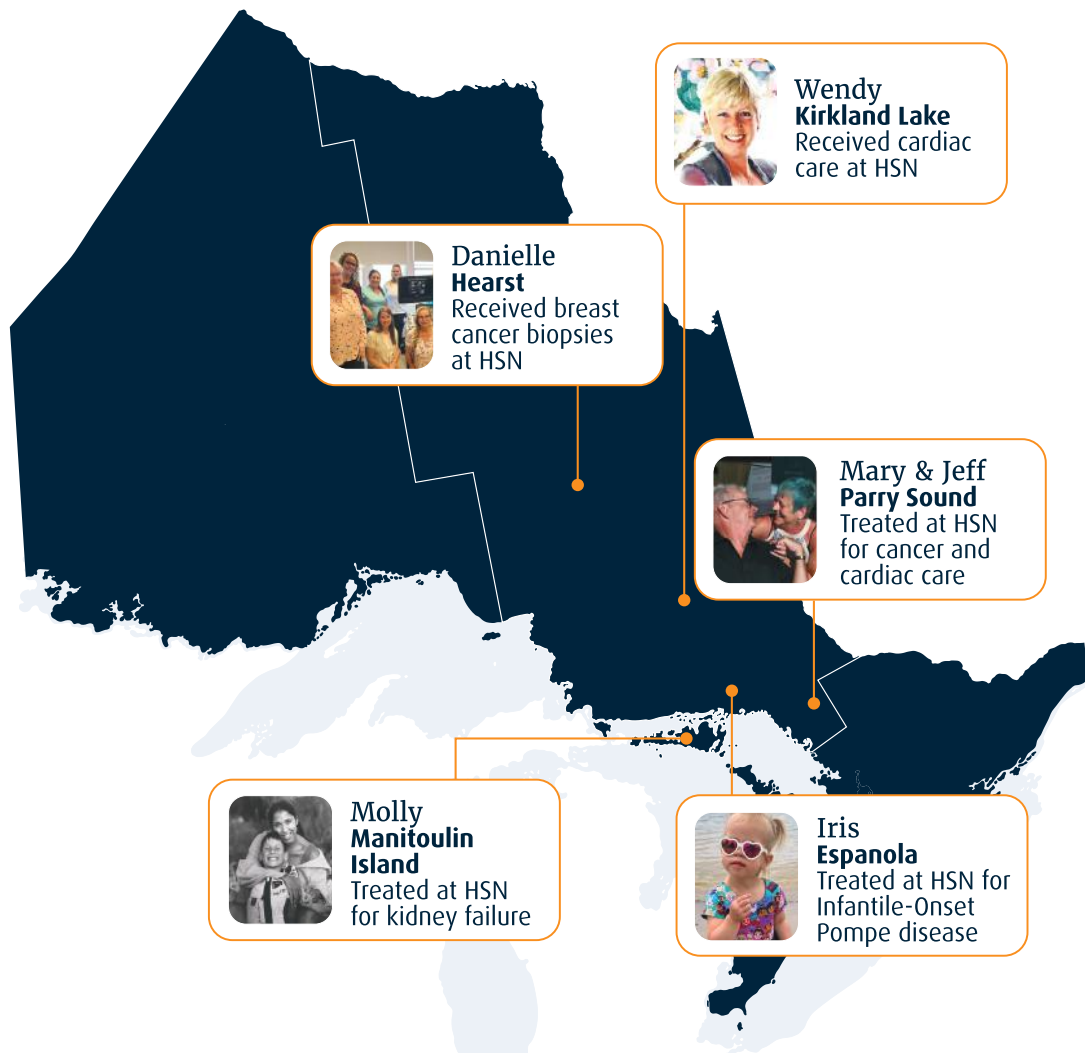 Wendy
Kirkland Lake
Received cardiac
care at HSN
Danielle
Hearst
Received breast
cancer biopsies
at HSN
Mary & Jeff
Parry Sound
Treated at HSN
for cancer and
cardiac care
Molly
Manitoulin
Island
Treated at HSN
for kidney failure
Iris
Espanola
Treated at HSN for
Infantile-Onset
Pompe disease